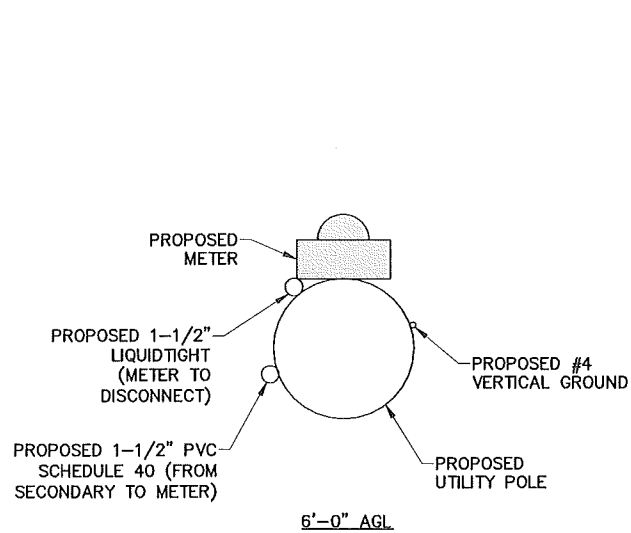 PROPOSED
METER
PROPOSED 1-1/2"
LIQUIDTIGHT
(METER TO
DISCONNECT)
PROPOSED 1-1/2" PVC
SCHEDULE 40 (FROM
SECONDARY TO METER)
PROPOSED #4
VERTICAL GROUND
PROPOSED
UTILITY POLE
6'-0" AGL